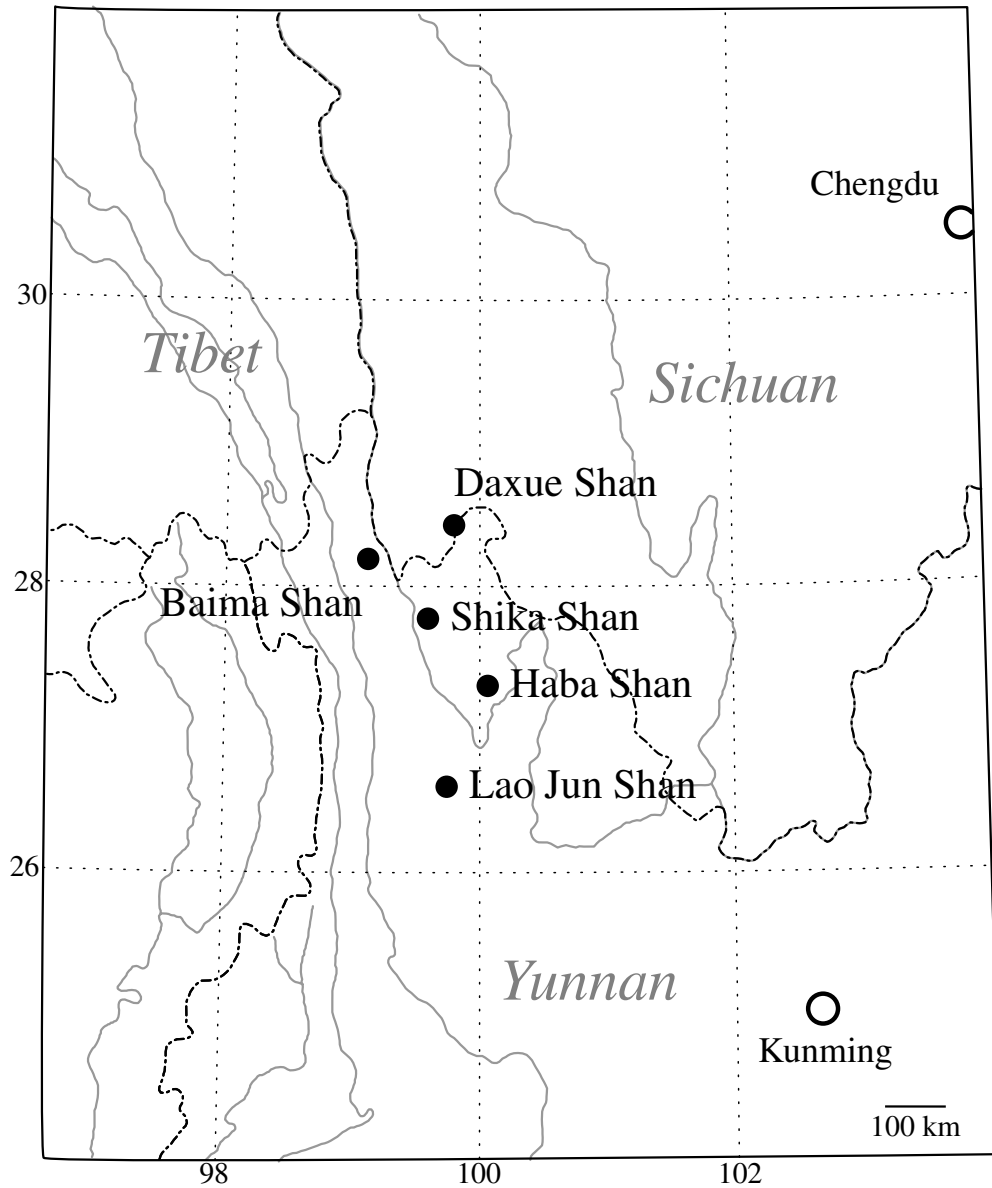 Chengdu
30
Tibet
Sichuan
Daxue Shan
28
Baima Shan
Shika Shan
Haba Shan
Lao Jun Shan
26
Yunnan
Kunming
100 km
98
100
102